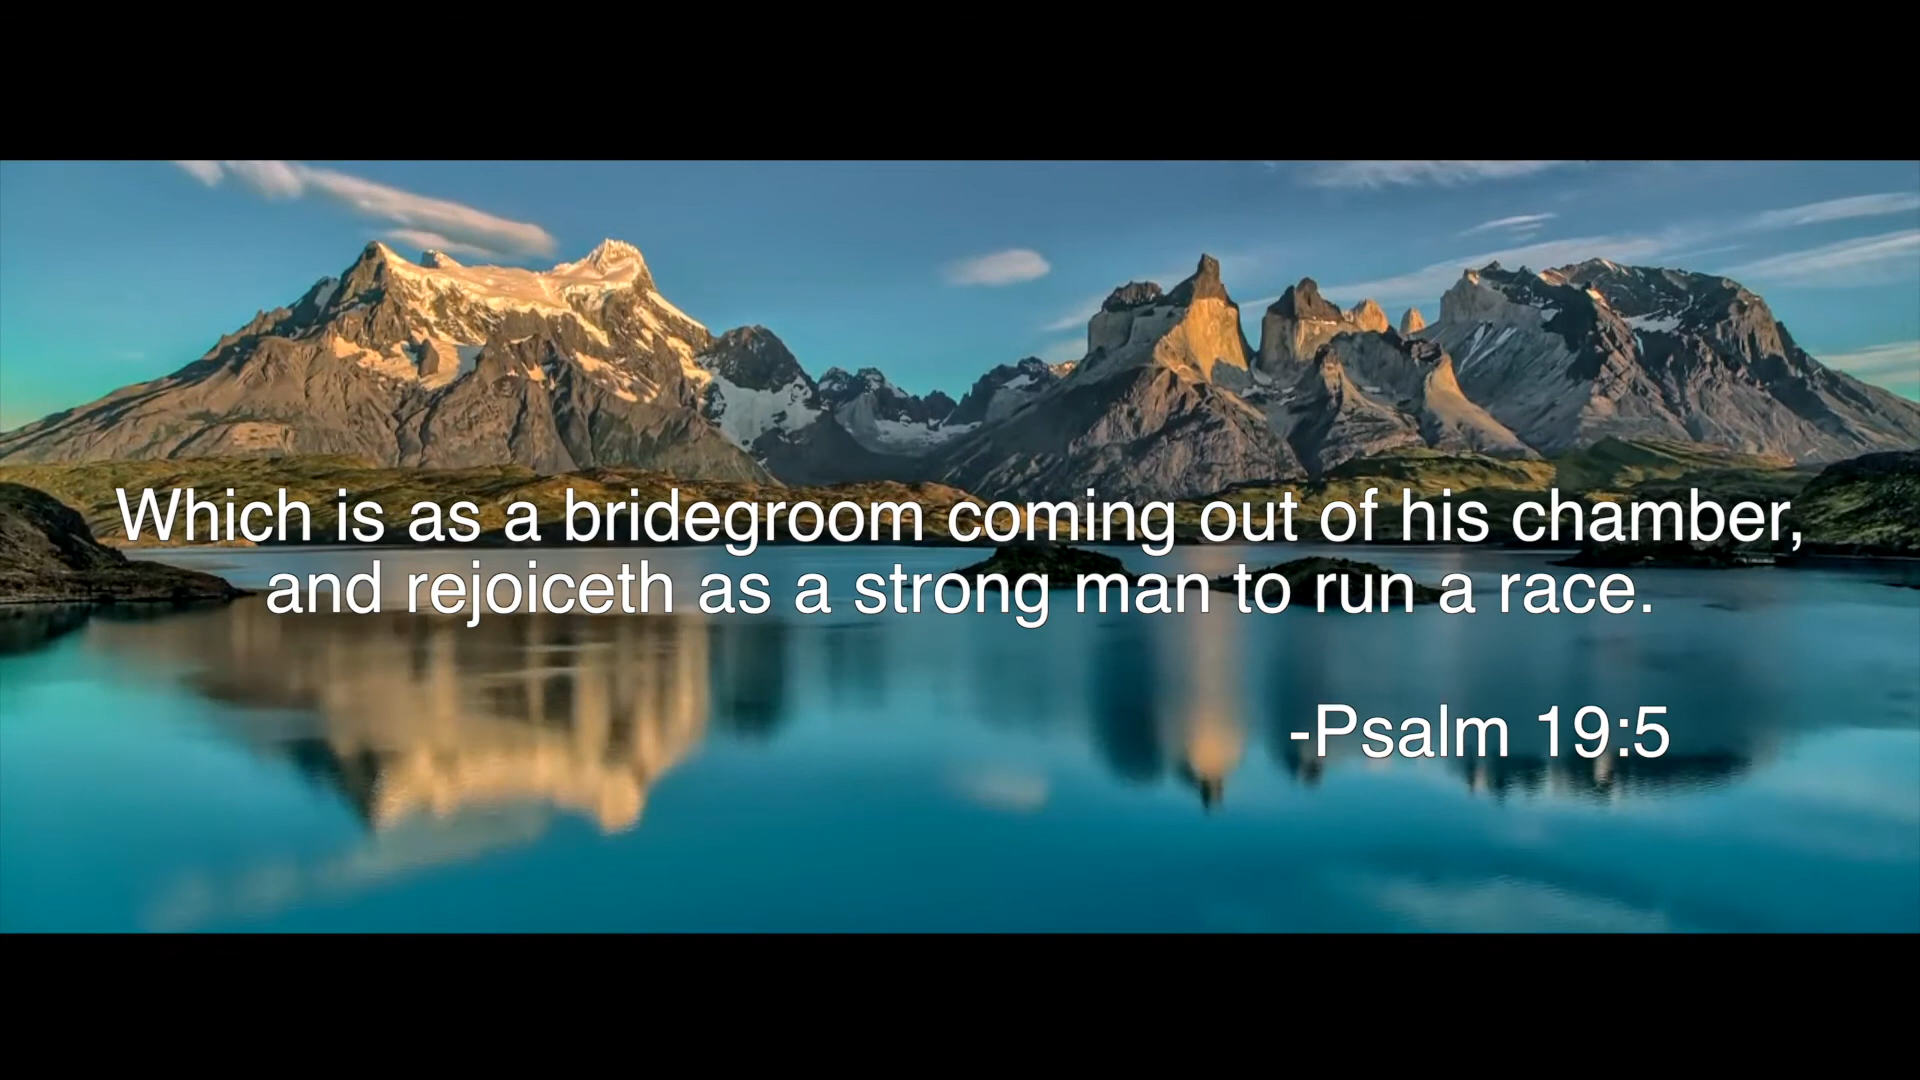 Which is as a bridegroom coming out of his chamber,
and rejoiceth as a strong man to run a race.
-Psalm 19:5